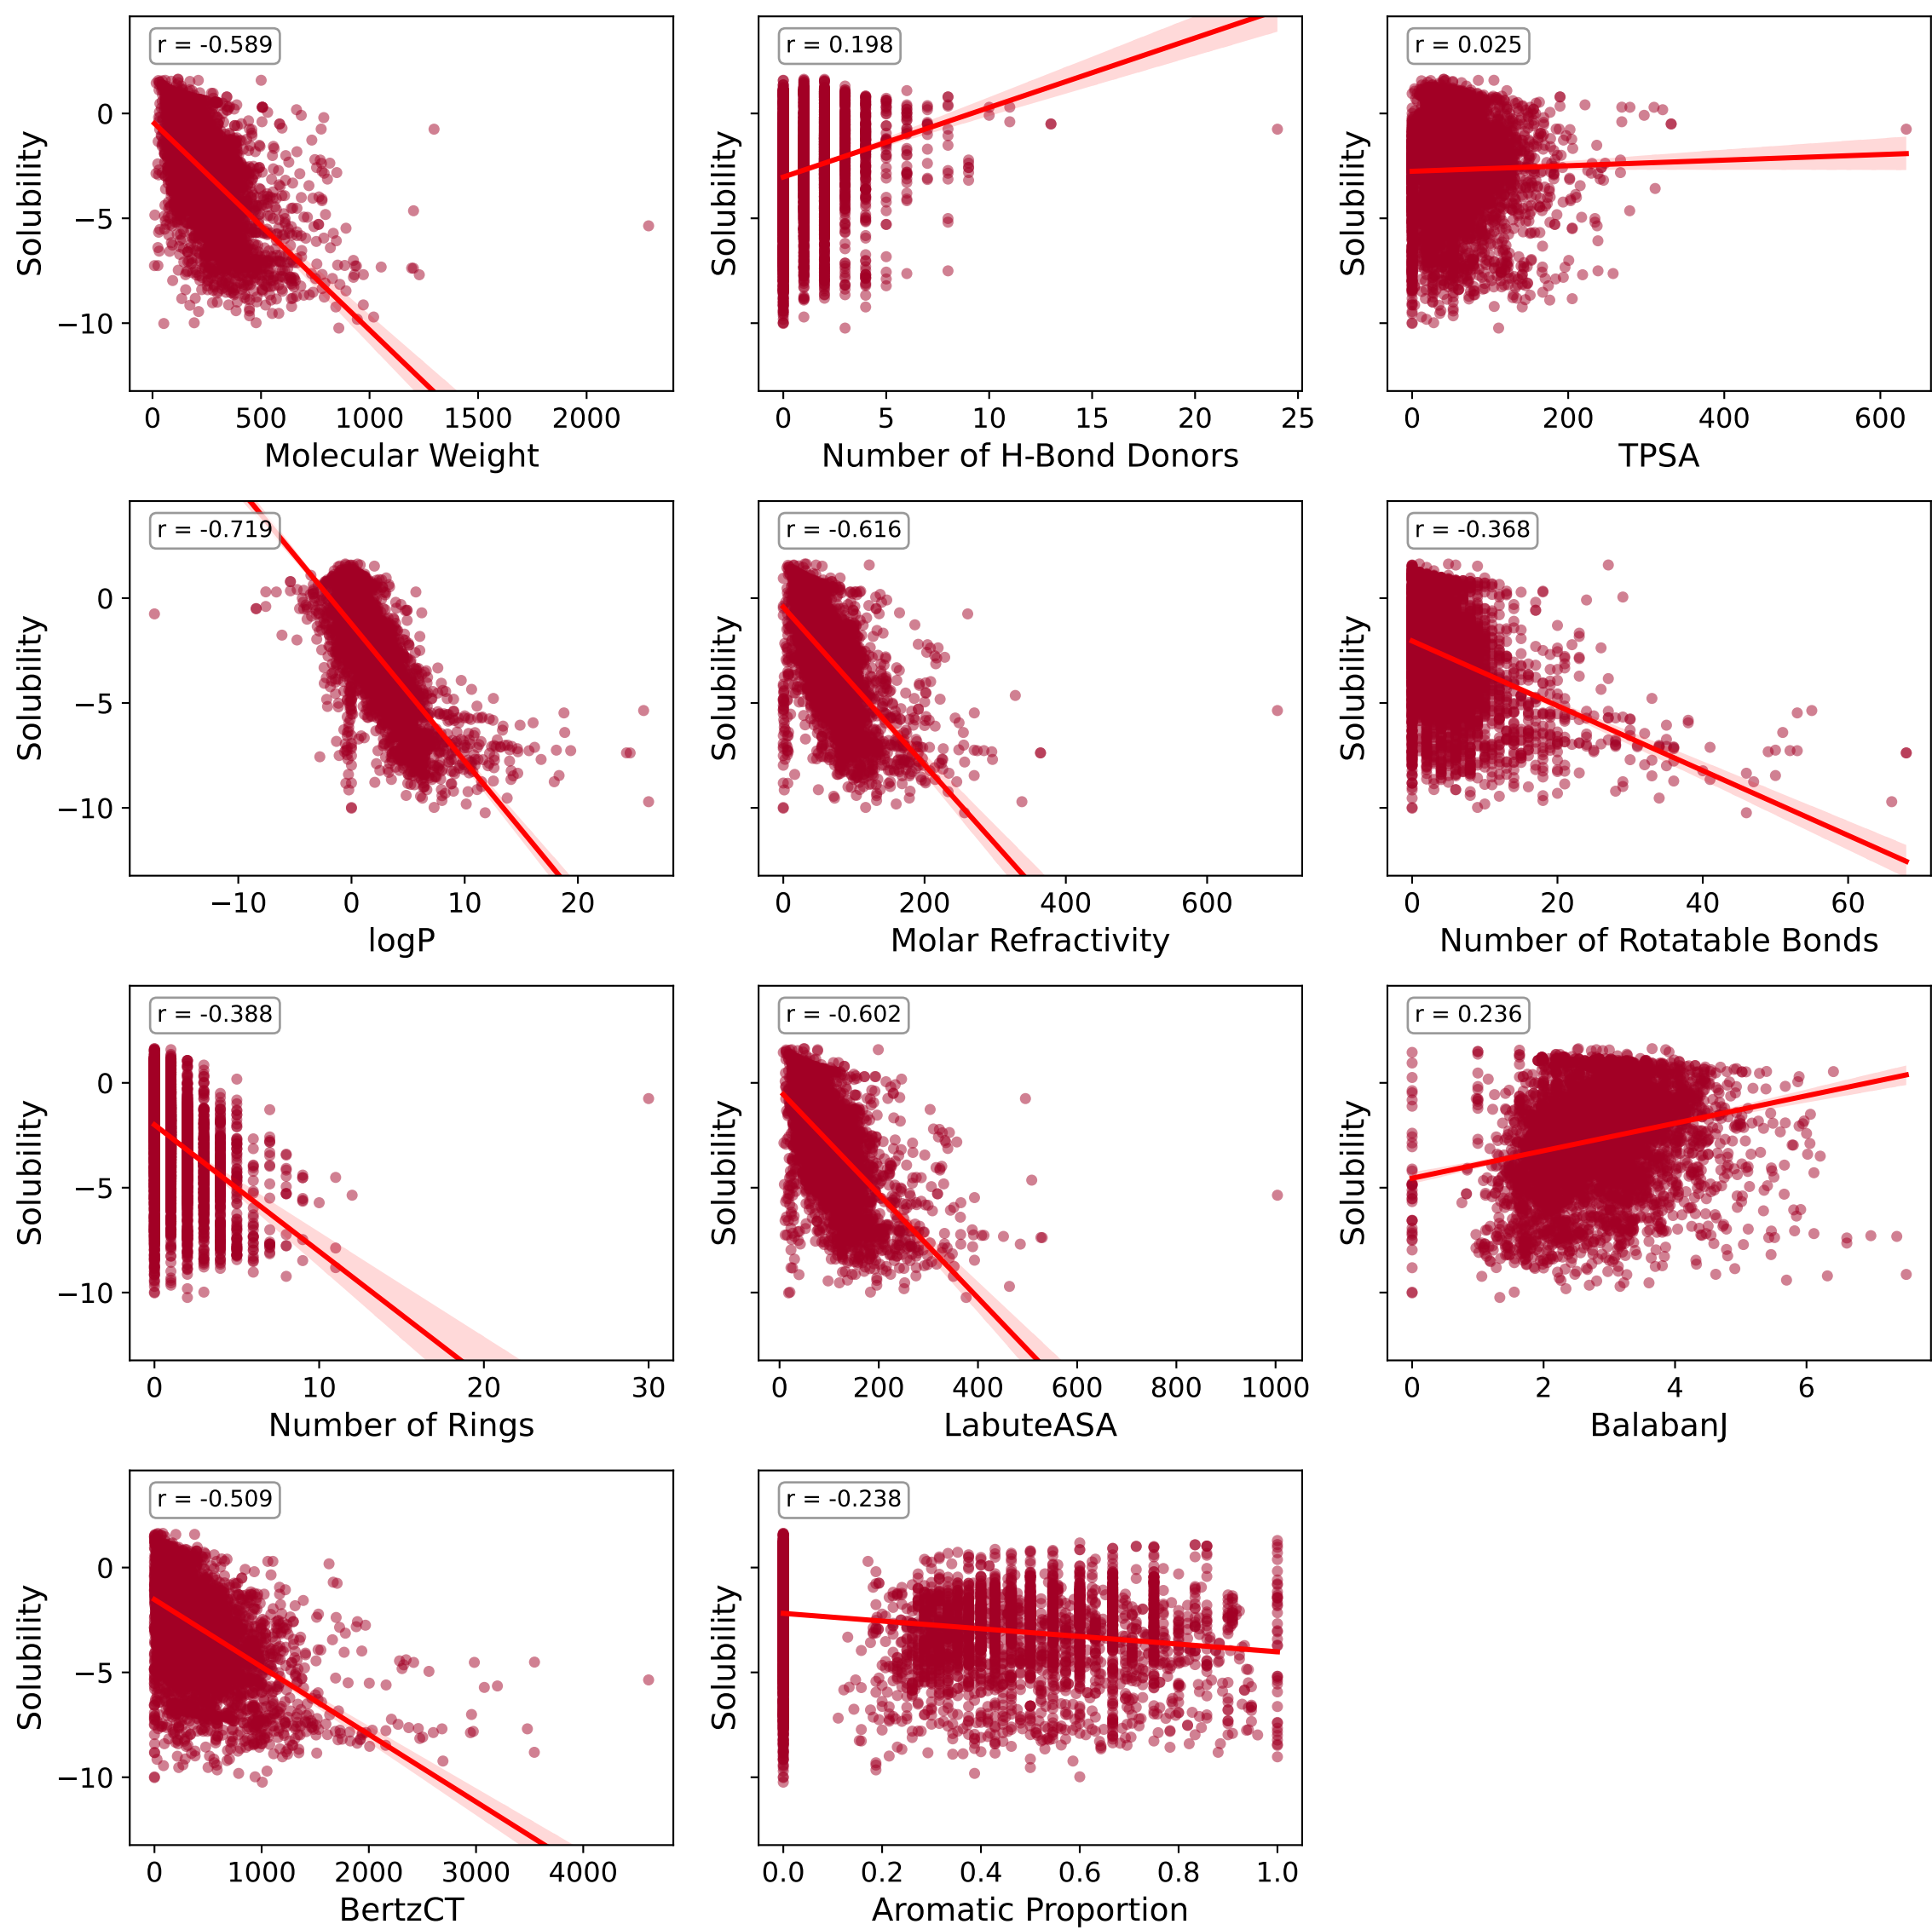 r = -0.589
0
−5
−10
Solubility
0 500 1000 1500 2000
Molecular Weight
r = 0.198
Solubility
0 5 10 15 20 25
Number of H-Bond Donors
r = 0.025
Solubility
0 200 400 600
TPSA
r = -0.719
0
−5
−10
Solubility
−10 0 10 20
logP
r = -0.616
Solubility
0 200 400 600
Molar Refractivity
r = -0.368
Solubility
0 20 40 60
Number of Rotatable Bonds
r = -0.388
0
−5
−10
Solubility
0 10 20 30
Number of Rings
r = -0.602
Solubility
0 200 400 600 800 1000
LabuteASA
r = 0.236
Solubility
0 2 4 6
BalabanJ
r = -0.509
0
−5
−10
Solubility
0 1000 2000 3000 4000
BertzCT
r = -0.238
Solubility
0.0 0.2 0.4 0.6 0.8 1.0
Aromatic Proportion